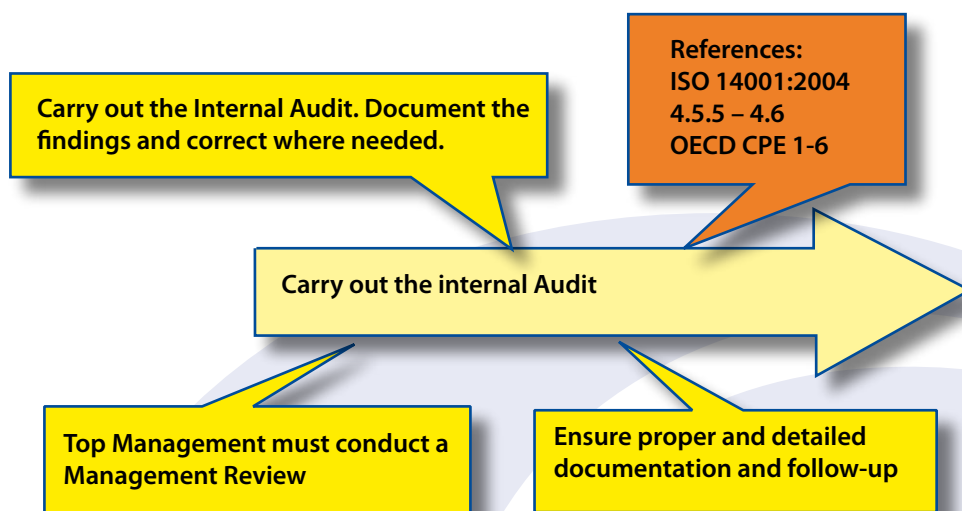 Carry out the Internal Audit. Document the
findings and correct where needed.
References:
ISO 14001:2004
4.5.5 – 4.6
OECD CPE 1-6
Carry out the internal Audit
Top Management must conduct a
Management Review
Ensure proper and detailed
documentation and follow-up